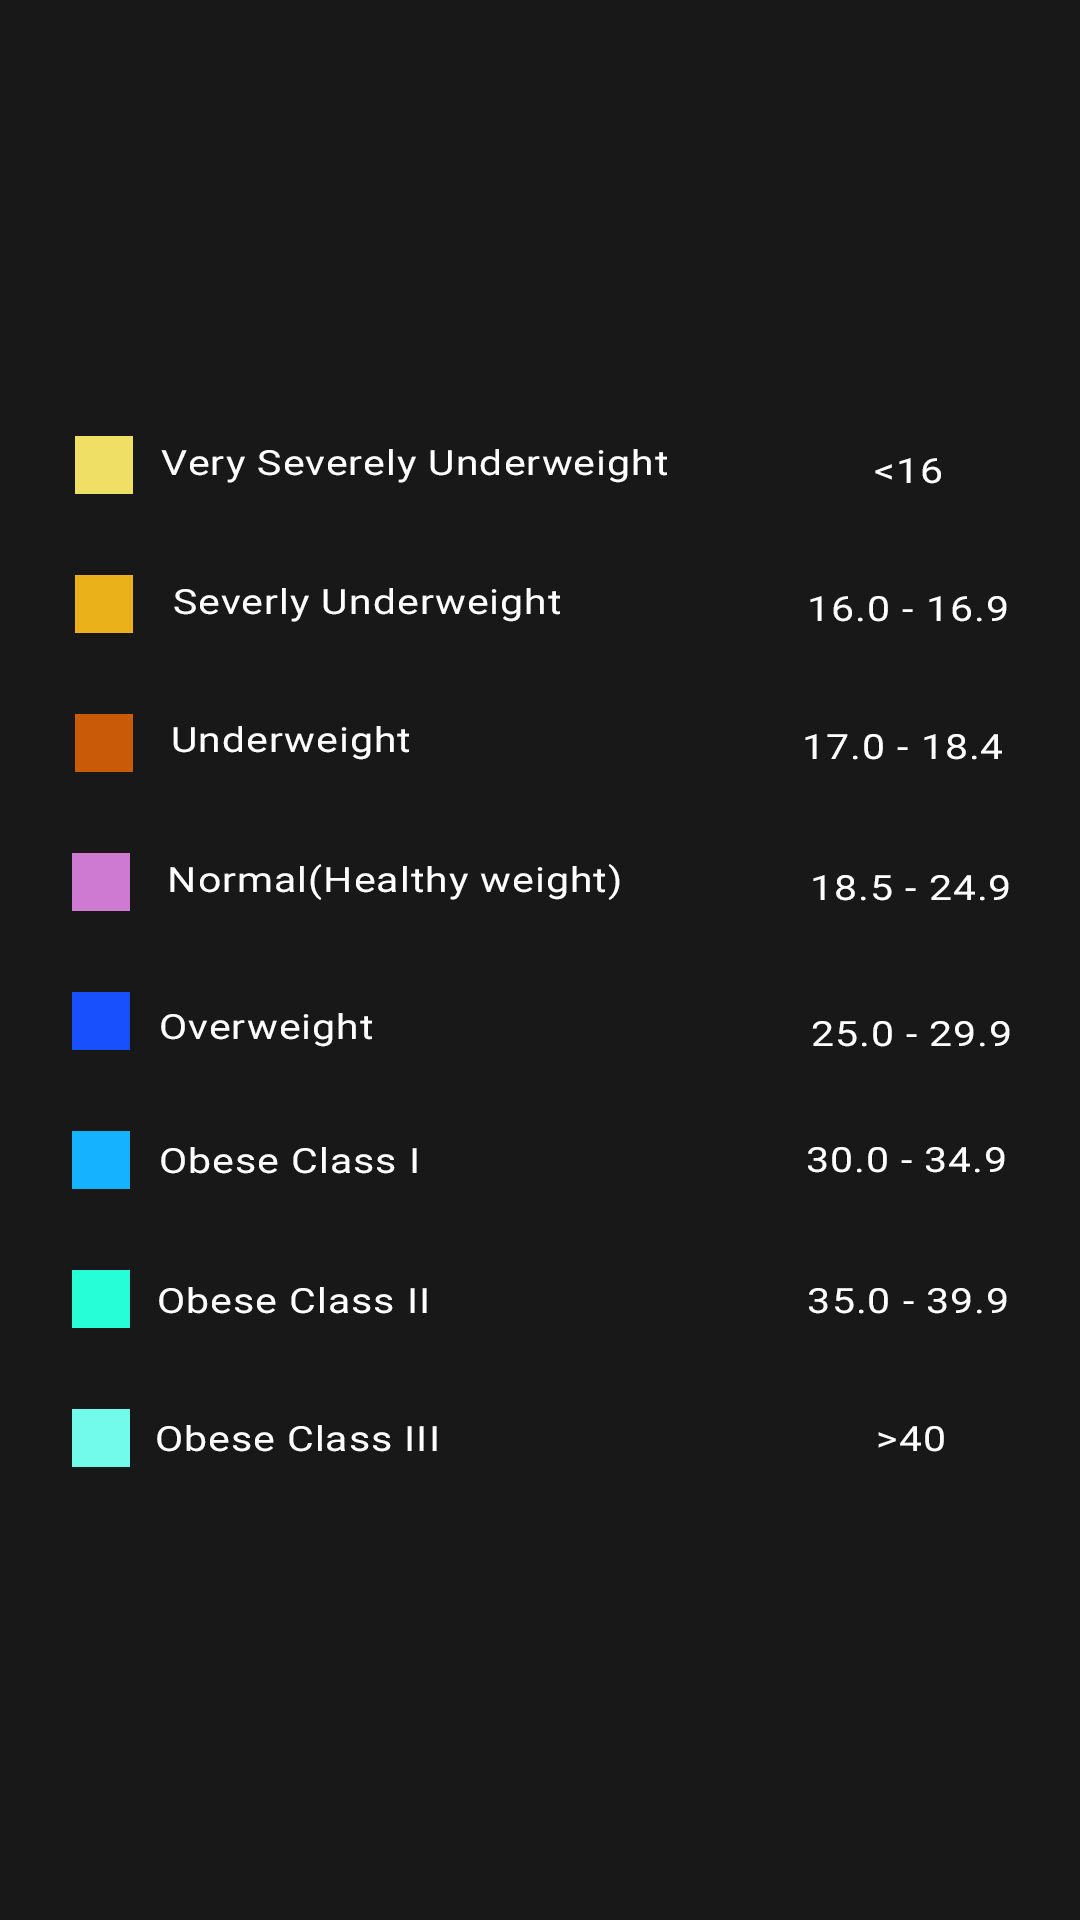 Very Severely Underweight <16
Severly Underweight 16.0 - 16.9
Underweight 17.0 - 18.4
Normal(Healthy weight) 18.5 - 24.9
Overweight 25.0 - 29.9
Obese Class I 30.0 - 34.9
Obese Class II 35.0 - 39.9
Obese Class III >40